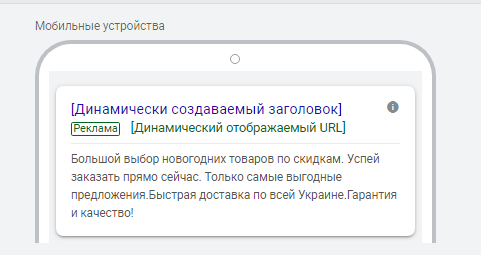 Мобильные устройства
[Динамически создаваемый заголовок]
Реклама [Динамический отображаемый URL]
Большой выбор новогодних товаров по скидкам. Успей
заказать прямо сейчас. Только самые выгодные
предложения.Быстрая доставка по всей Украине.Гарантия
и качество!